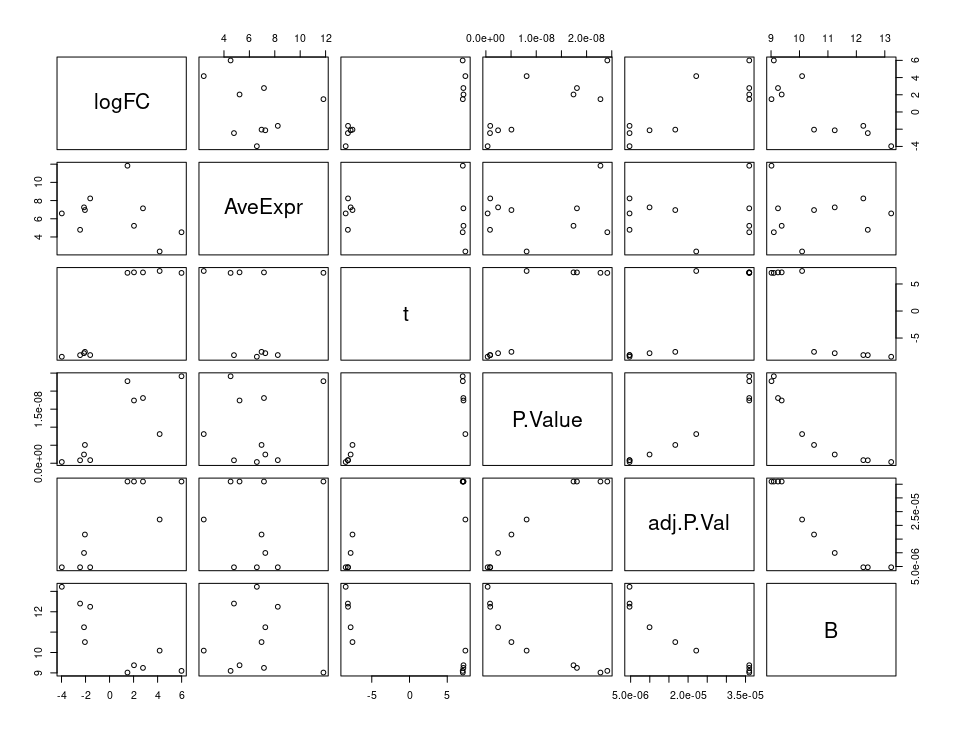 4 6 8 10 12
0.0e+00 1.0e-08 2.0e-08
9 10 11 12 13
logFC
-4 0 2 4 6
4 6 8 10
AveExpr
t
-5 0 5
0.0e+00 1.5e-08
P.Value
adj.P.Val
5.0e-06 2.5e-05
9 10 12
B
-4 -2 0 2 4 6
-5 0 5
5.0e-06 2.0e-05 3.5e-05